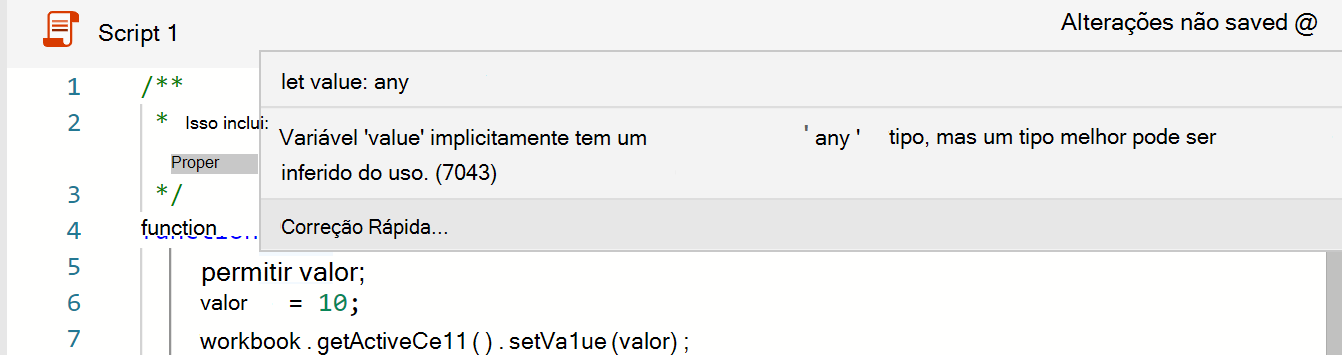 Script 1
Alterações não saved @
1 /**
let value: any
2 * Isso inclui:
Variável 'value' implicitamente tem um ' any ' tipo, mas um tipo melhor pode ser
Proper
inferido do uso. (7043)
3 */
4 function
Correção Rápida...
5 permitir valor;
6 valor = 10;
7 workbook . getActiveCe11 ( ) . setVa1ue (valor) ;